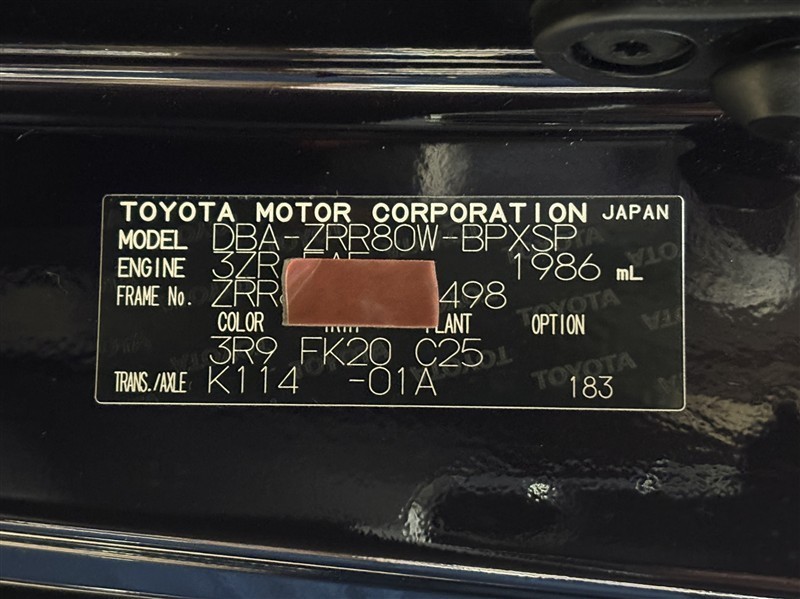 TOYOTA MOTOR CORPORATION JAPAN
MODEL DBA-ZRR80W-BPXSP
ENGINE 3ZR 1986 mL
FRAME No. ZRR 498
COLOR PLANT OPTION
3R9 FK20 C25
TRANS./AXLE K114 -01A 183